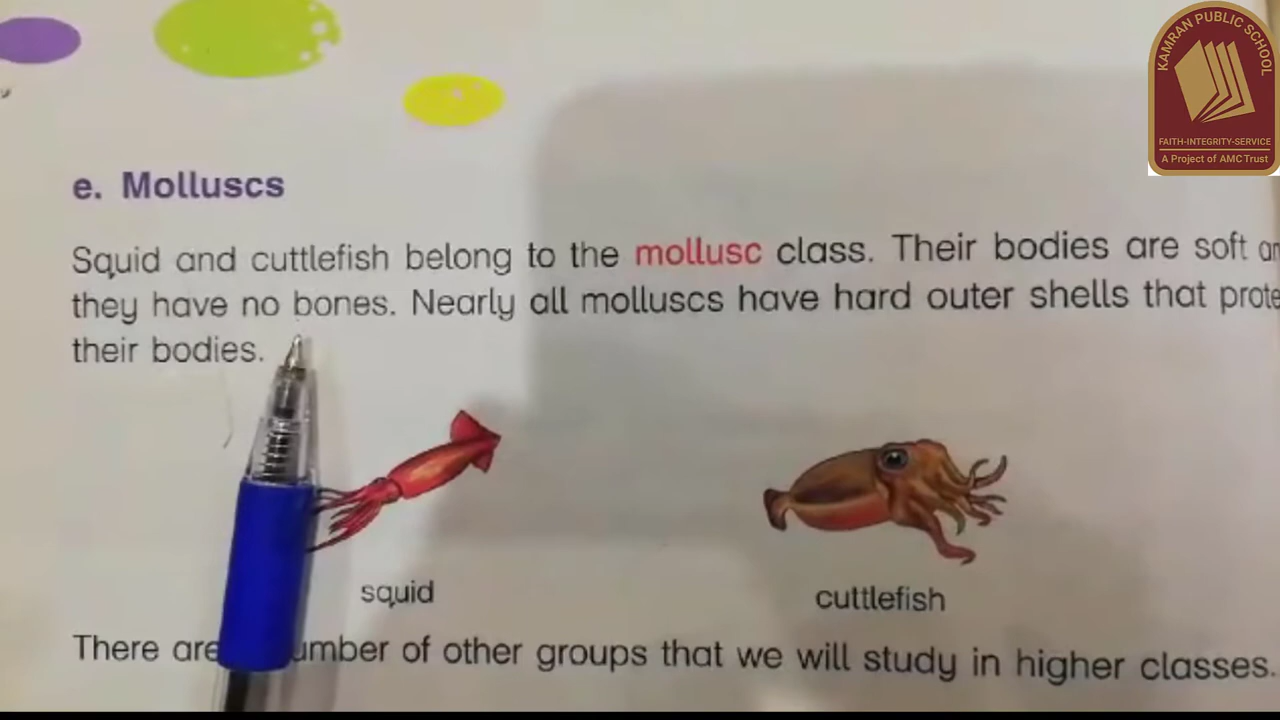 KAMRAN PUBLIC SCHOOL
FAITH-INTEGRITY-SERVICE
A Project of AMC Trust
e. Molluscs
Squid and cuttlefish belong to the mollusc class. Their bodies are soft
they have no bones. Nearly all molluscs have hard outer shells that
their bodies.
squid
cuttlefish
There are of other groups that we will study in higher classes.